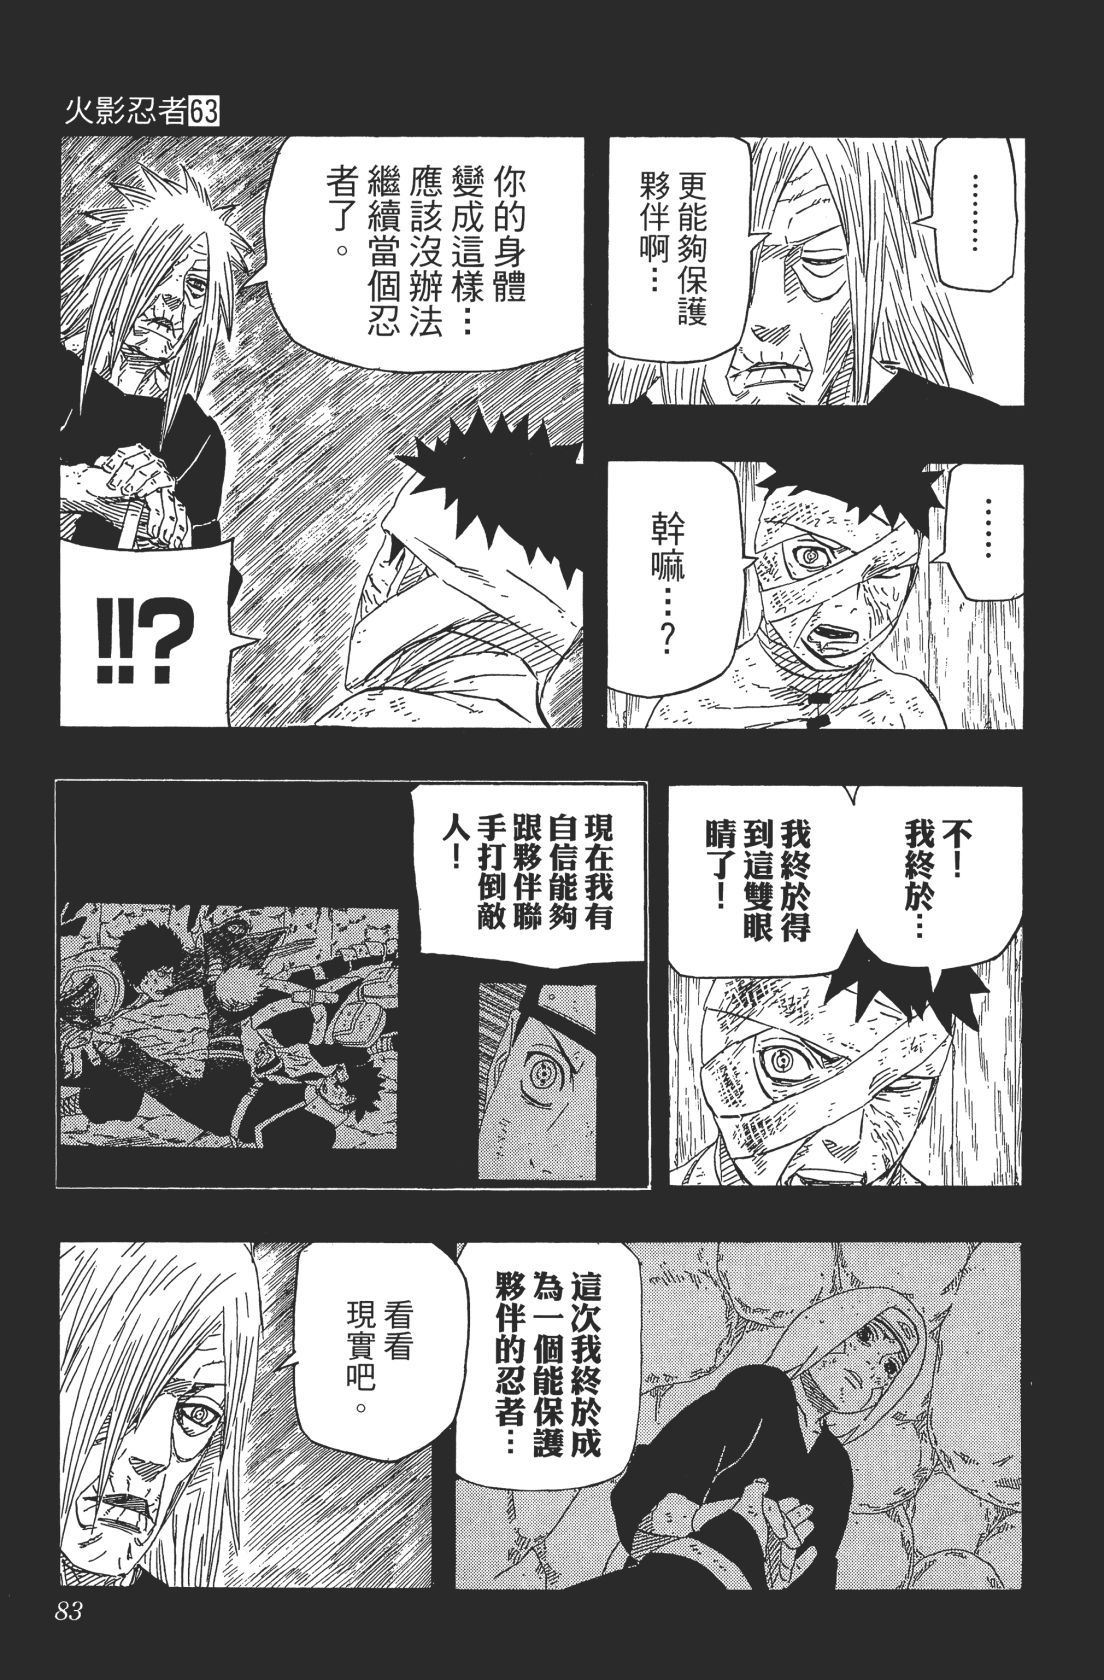 火影忍者63
………
更能夠保護
夥伴啊…
……
幹嘛…?
你的身體
變成這樣…
應該沒辦法
繼續當個忍
者了。
!!?
不!
我終於…
我終於得
到這雙眼
睛了!
現在我有
自信能夠
跟夥伴聯
手打倒敵
人!
這次我終於成
為一個能保護
夥伴的忍者…
看看
現實吧。
83